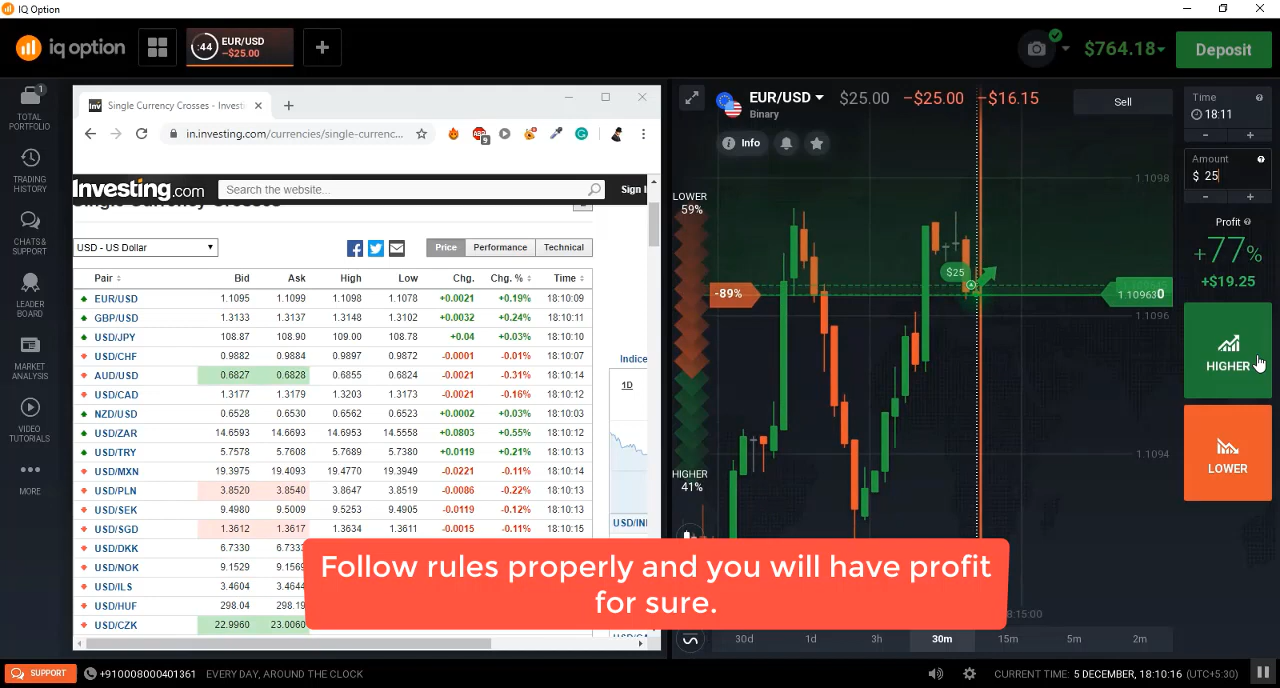 IQ Option
iq option
:44
EUR/USD
−$25.00
$764.18
Deposit
1
TOTAL
PORTFOLIO
TRADING
HISTORY
CHATS &
SUPPORT
LEADER
BOARD
MARKET
ANALYSIS
VIDEO
TUTORIALS
MORE
Inv
Single Currency Crosses - Investi
in.investing.com/currencies/single-currenc...
9
Investing.com
Search the website...
Sign I
USD - US Dollar
Price
Performance
Technical
Pair Bid Ask High Low Chg. Chg. % Time
EUR/USD 1.1095 1.1099 1.1098 1.1078 +0.0021 +0.19% 18:10:09
GBP/USD 1.3133 1.3137 1.3148 1.3102 +0.0032 +0.24% 18:10:11
USD/JPY 108.87 108.90 109.00 108.78 +0.04 +0.03% 18:10:10
USD/CHF 0.9882 0.9884 0.9897 0.9872 -0.0001 -0.01% 18:10:07
AUD/USD 0.6827 0.6828 0.6855 0.6824 -0.0021 -0.31% 18:10:14
USD/CAD 1.3177 1.3179 1.3203 1.3173 -0.0021 -0.16% 18:10:12
NZD/USD 0.6528 0.6530 0.6562 0.6523 +0.0002 +0.03% 18:10:03
USD/ZAR 14.6593 14.6693 14.6953 14.5558 +0.0803 +0.55% 18:10:12
USD/TRY 5.7578 5.7608 5.7689 5.7380 +0.0119 +0.21% 18:10:13
USD/MXN 19.3975 19.4093 19.4770 19.3949 -0.0221 -0.11% 18:10:14
USD/PLN 3.8520 3.8540 3.8647 3.8519 -0.0086 -0.22% 18:10:13
USD/SEK 9.4980 9.5009 9.5253 9.4905 -0.0119 -0.12% 18:10:13
USD/SGD 1.3612 1.3617 1.3634 1.3611 -0.0015 -0.11% 18:10:15
USD/DKK 6.7330
USD/NOK 9.1529
USD/ILS 3.4604
USD/HUF 298.04
USD/CZK 22.9960 23.0060
Indice
1D
USD/INI
EUR/USD
Binary
$25.00
−$25.00
−$16.15
Sell
Info
LOWER
59%
HIGHER
41%
-89%
$25
1.1098
1.109630
1.1096
1.1094
18:15:00
30d
1d
3h
30m
15m
5m
2m
Time
18:11
-
+
Amount
$ 25
-
+
Profit
+77%
+$19.25
HIGHER
LOWER
Follow rules properly and you will have profit
for sure.
SUPPORT
+910008000401361
EVERY DAY, AROUND THE CLOCK
CURRENT TIME: 5 DECEMBER, 18:10:16 (UTC+5:30)